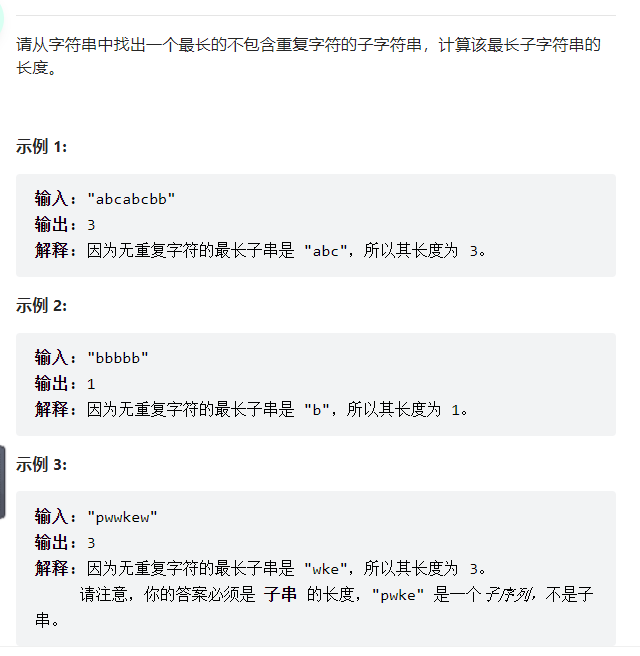 请从字符串中找出一个最长的不包含重复字符的子字符串，计算该最长子字符串的
长度。
示例 1:
输入: "abcabcbb"
输出: 3
解释: 因为无重复字符的最长子串是 "abc"，所以其长度为 3。
示例 2:
输入: "bbbbb"
输出: 1
解释: 因为无重复字符的最长子串是 "b"，所以其长度为 1。
示例 3:
输入: "pwwkew"
输出: 3
解释: 因为无重复字符的最长子串是 "wke"，所以其长度为 3。
请注意，你的答案必须是 子串 的长度，"pwke" 是一个子序列，不是子
串。